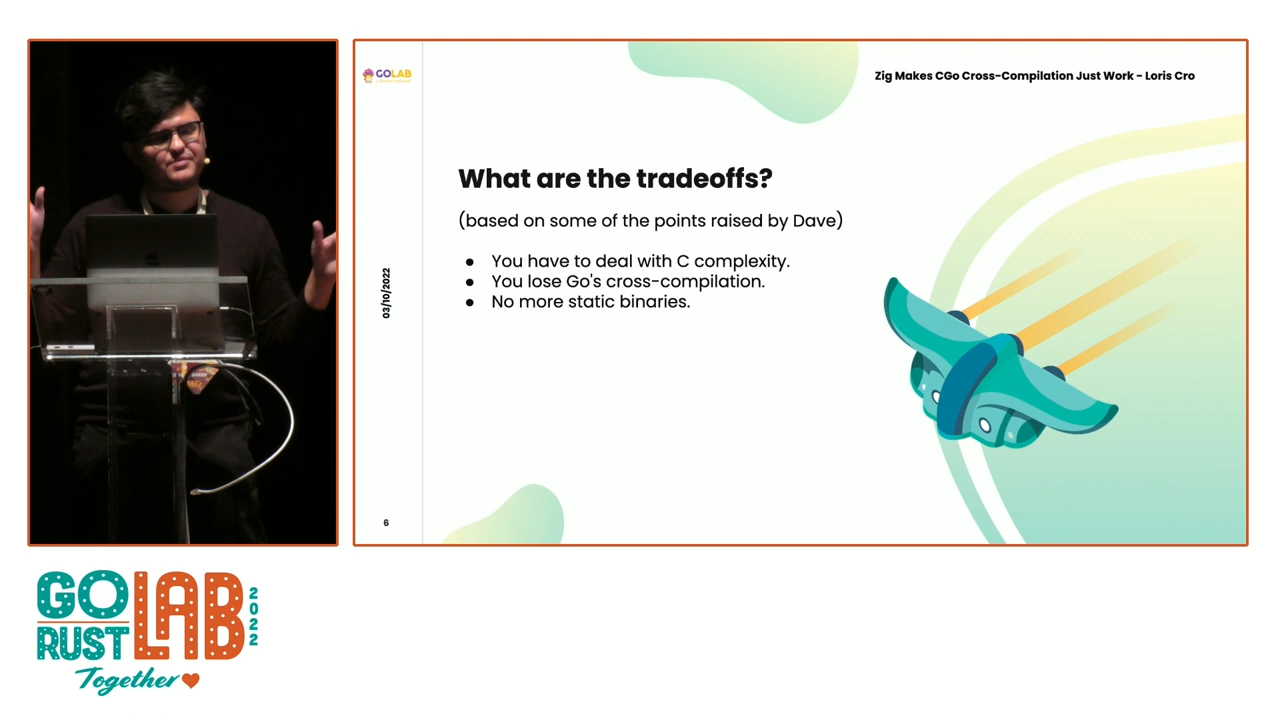 GOLAB
Zig Makes CGo Cross-Compilation Just Work - Loris Cro
What are the tradeoffs?
(based on some of the points raised by Dave)
● You have to deal with C complexity.
● You lose Go's cross-compilation.
● No more static binaries.
03/10/2022
6
GO LAB
RUST
2022
Together